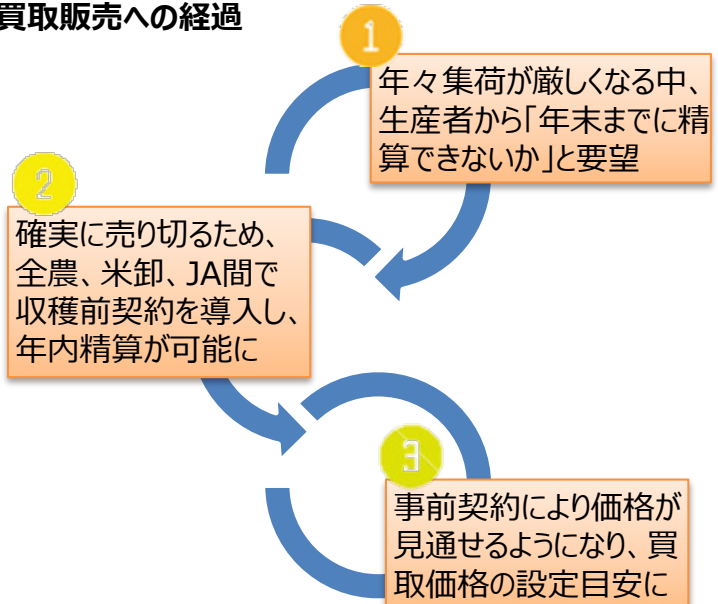 買取販売への経過
1
年々集荷が厳しくなる中、
生産者から「年末までに精
算できないか」と要望
2
確実に売り切るため、
全農、米卸、JA間で
収穫前契約を導入し、
年内精算が可能に
3
事前契約により価格が
見通せるようになり、買
取価格の設定目安に